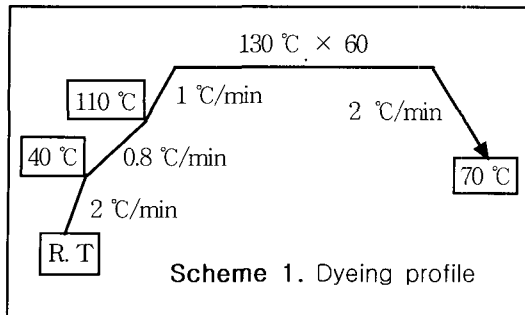 130 ℃ × 60
110 ℃
1 ℃/min
2 ℃/min
40 ℃
0.8 ℃/min
70 ℃
2 ℃/min
R. T
Scheme 1. Dyeing profile